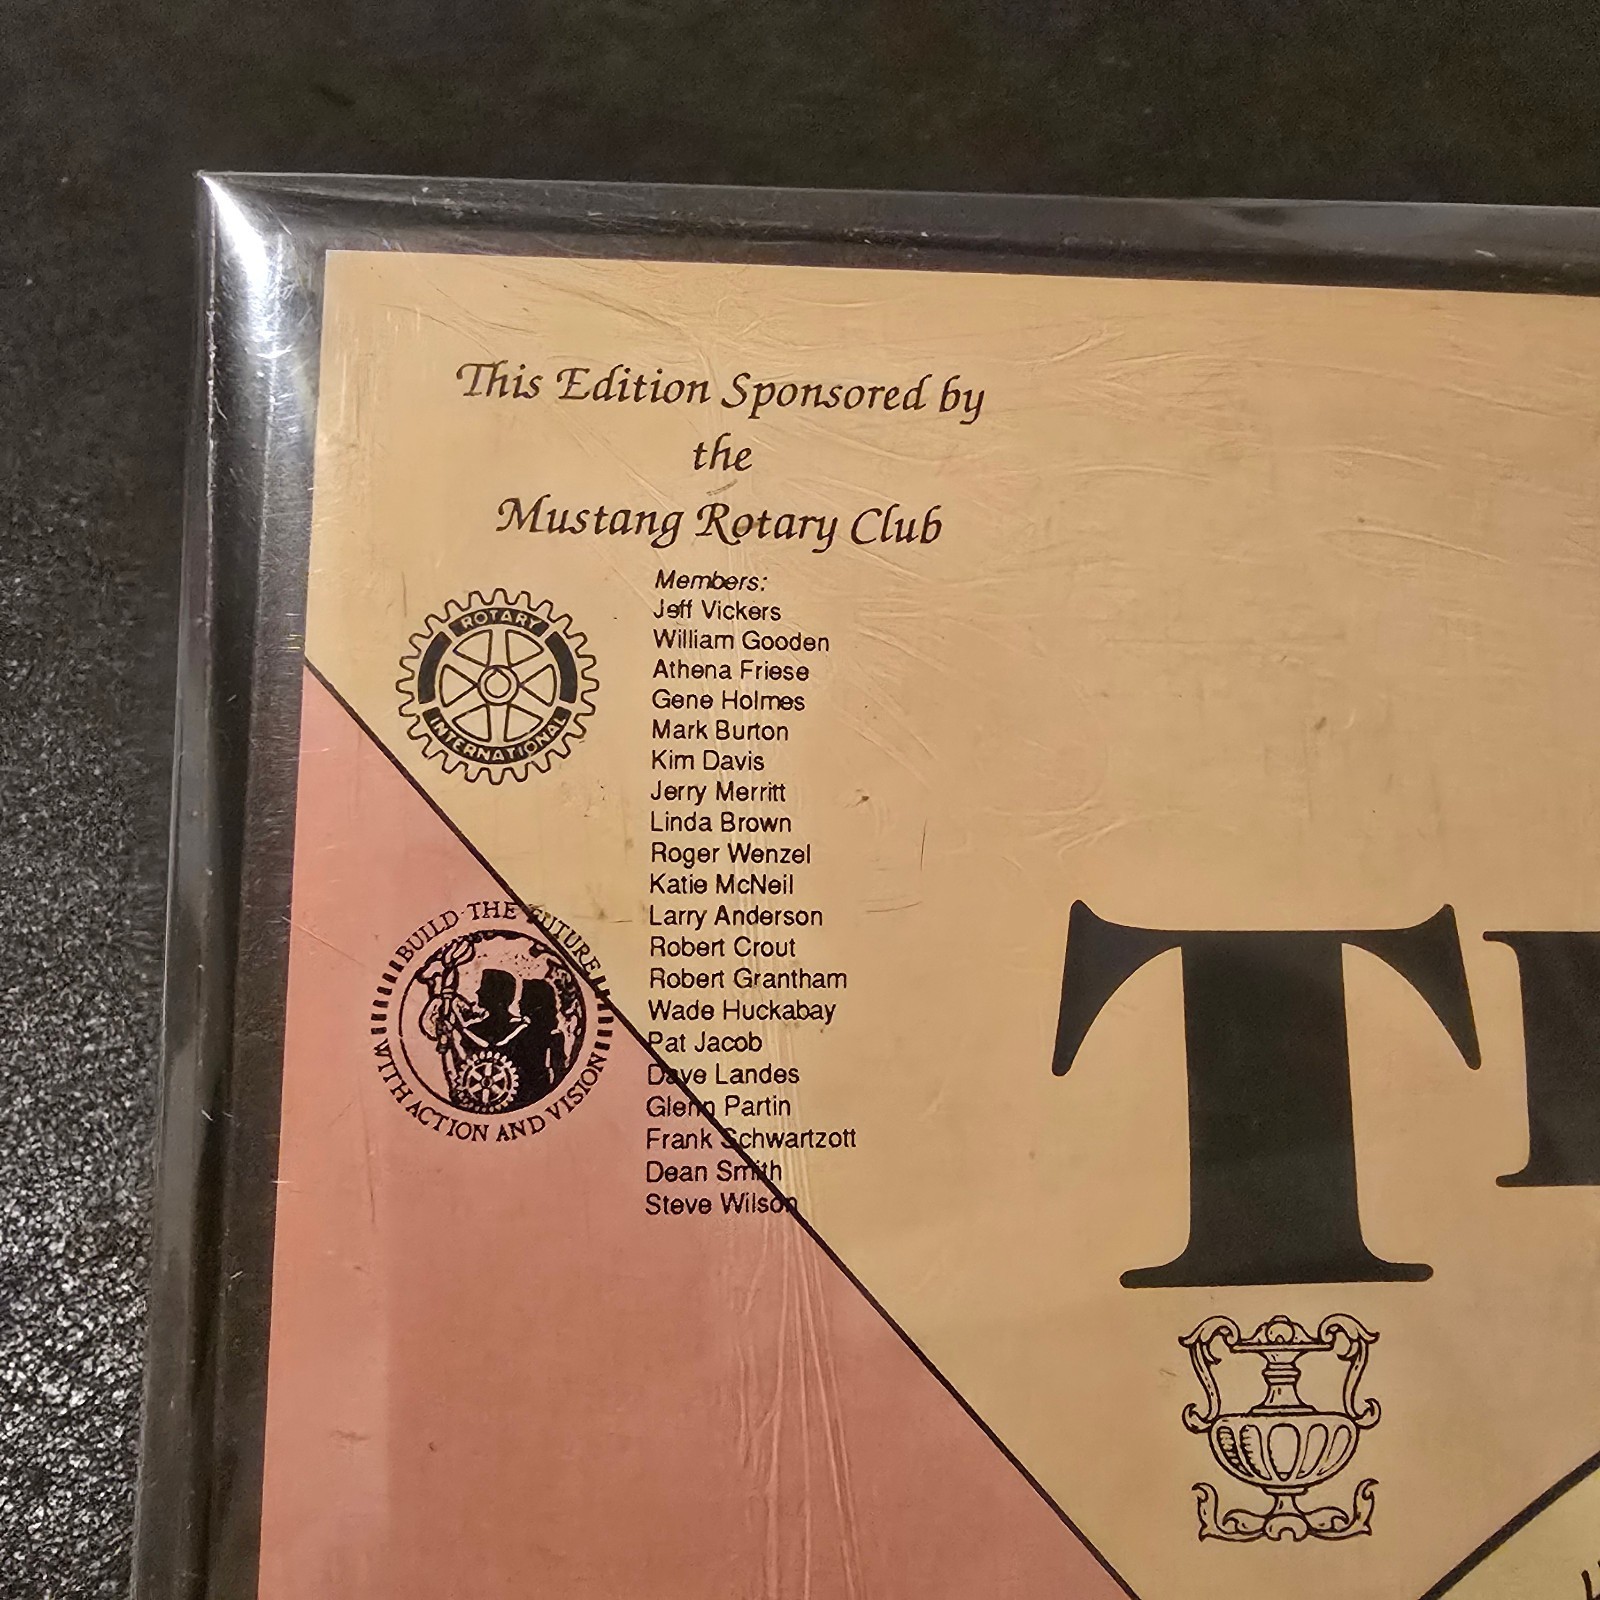 This Edition Sponsored by
the
Mustang Rotary Club
Members:
Jeff Vickers
William Gooden
Athena Friese
Gene Holmes
Mark Burton
Kim Davis
Jerry Merritt
Linda Brown
Roger Wenzel
Katie McNeil
Larry Anderson
Robert Crout
Robert Grantham
Wade Huckabay
Pat Jacob
Dave Landes
Glenn Partin
Frank Schwartzott
Dean Smith
Steve Wilson
ROTARY
INTERNATIONAL
BUILD THE FUTURE
WITH ACTION AND VISION
T